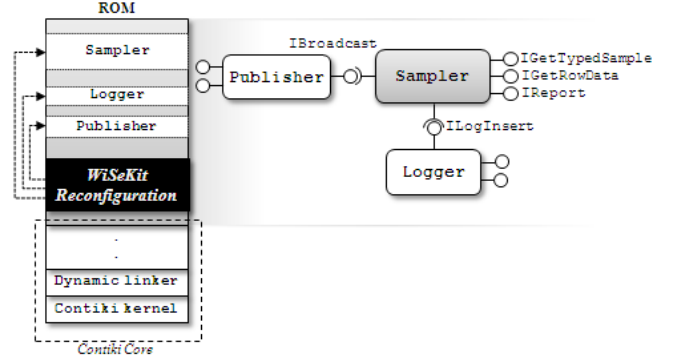 ROM
Sampler
Logger
Publisher
WiSeKit
Reconfiguration
.
.
Dynamic linker
Contiki kernel
Contiki Core
IBroadcast
Publisher
Sampler
IGetTypedSample
IGetRowData
IReport
ILogInsert
Logger